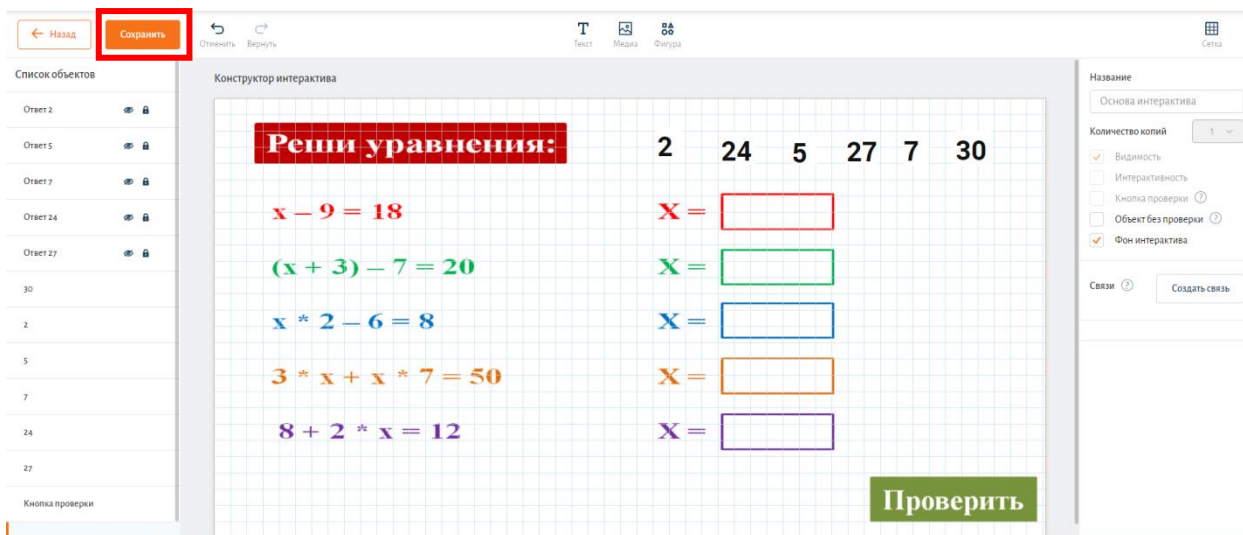 Назад Сохранить Отменить Вернуть Текст Медиа Фигура Сетка
Список объектов
Ответ 2
Ответ 5
Ответ 7
Ответ 24
Ответ 27
30
2
5
7
24
27
Кнопка проверки
Конструктор интерактива
Реши уравнения: 2 24 5 27 7 30
x – 9 = 18 X =
(x + 3) – 7 = 20 X =
x * 2 – 6 = 8 X =
3 * x + x * 7 = 50 X =
8 + 2 * x = 12 X =
Проверить
Название
Основа интерактива
Количество копий 1
Видимость
Интерактивность
Кнопка проверки ?
Объект без проверки ?
Фон интерактива
Связи ? Создать связь